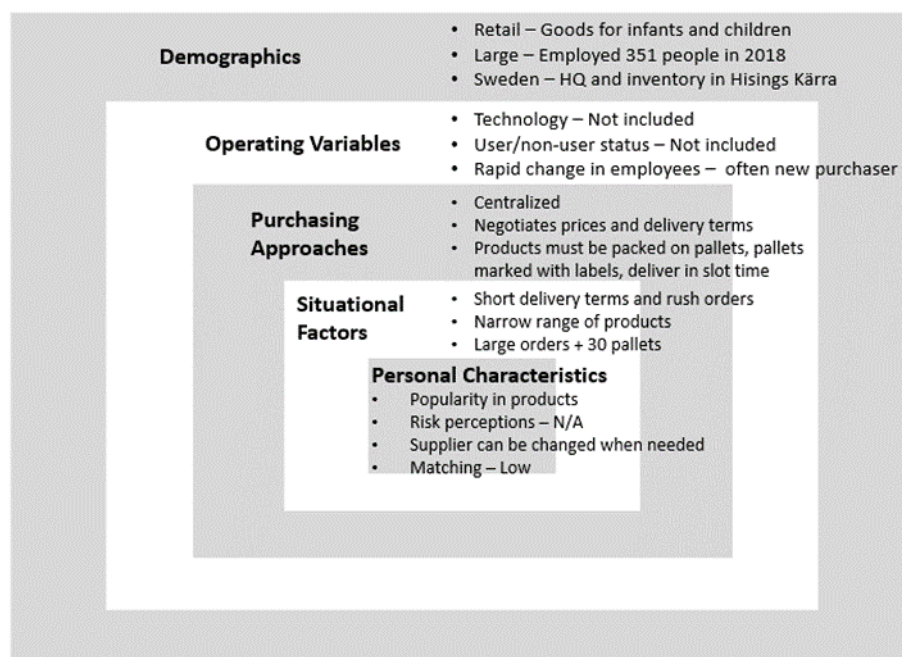 Demographics
• Retail – Goods for infants and children
• Large – Employed 351 people in 2018
• Sweden – HQ and inventory in Hisings Kärra
Operating Variables
• Technology – Not included
• User/non-user status – Not included
• Rapid change in employees – often new purchaser
Purchasing
Approaches
• Centralized
• Negotiates prices and delivery terms
• Products must be packed on pallets, pallets
marked with labels, deliver in slot time
Situational
Factors
• Short delivery terms and rush orders
• Narrow range of products
• Large orders + 30 pallets
Personal Characteristics
• Popularity in products
• Risk perceptions – N/A
• Supplier can be changed when needed
• Matching – Low